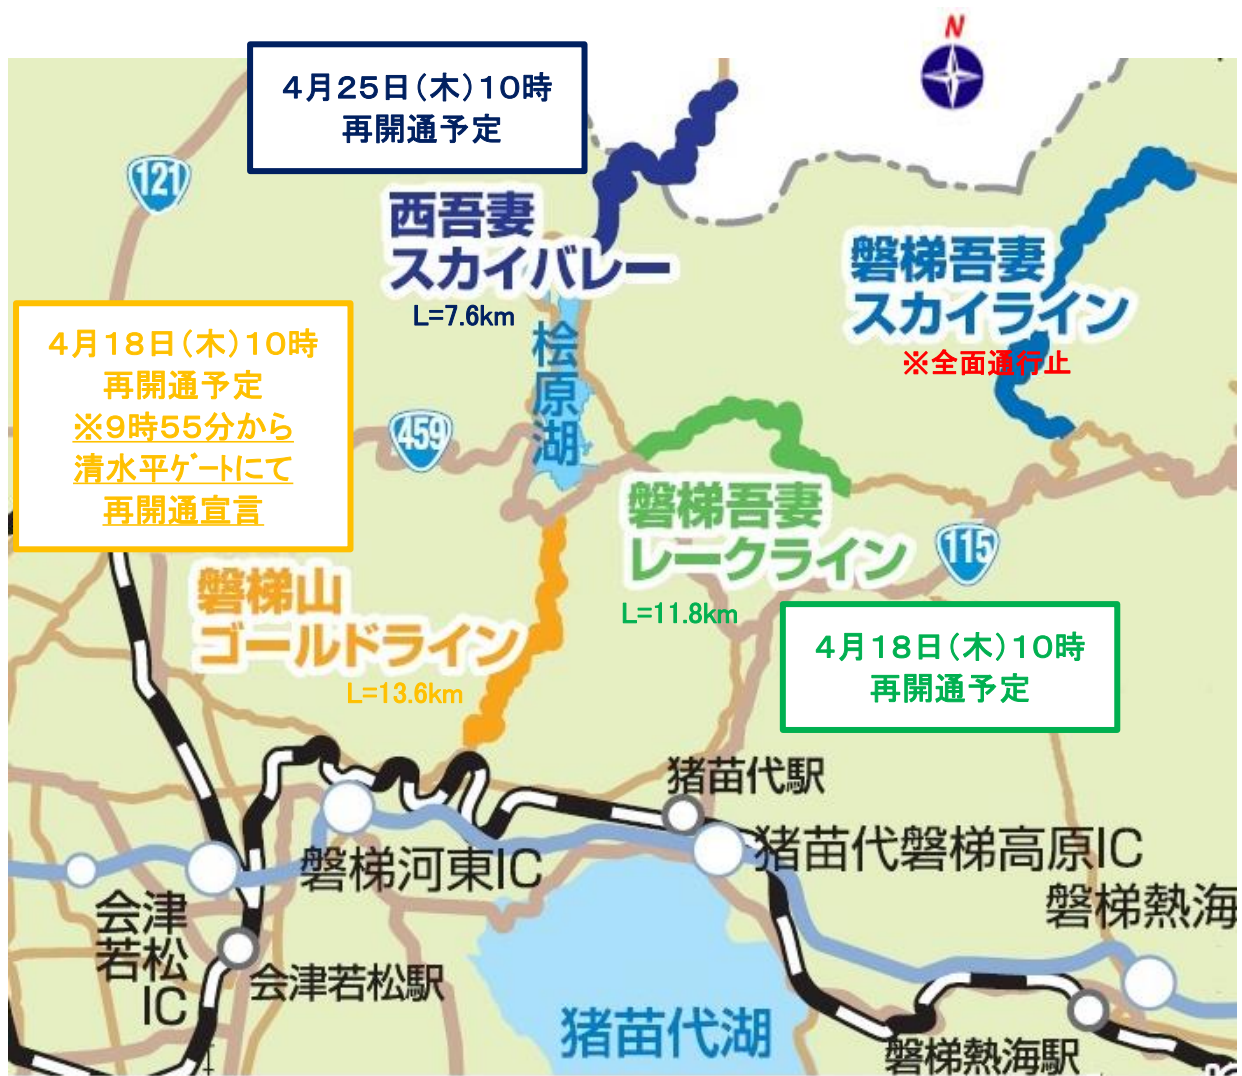 N
4月25日(木)10時
再開通予定
121
西吾妻
スカイバレー
L=7.6km
磐梯吾妻
スカイライン
※全面通行止
4月18日(木)10時
再開通予定
※9時55分から
清水平ゲートにて
再開通宣言
桧原湖
459
磐梯吾妻
レークライン
L=11.8km
115
磐梯山
ゴールドライン
L=13.6km
4月18日(木)10時
再開通予定
猪苗代駅
猪苗代磐梯高原IC
磐梯河東IC
磐梯熱海
会津
若松
IC
会津若松駅
猪苗代湖
磐梯熱海駅